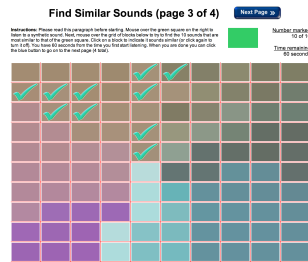 Find Similar Sounds (page 3 of 4)
Next Page »
Instructions: Please read this paragraph before starting. Mouse over the green square on the right to
listen to a synthetic sound. Next, mouse over the grid of blocks below to try to find the 10 sounds that are
most similar to that of the green square. Click on a block to indicate it sounds similar (or click again to
turn it off). You have 60 seconds from the time you first start listening. When you are done you can click
the blue button to go on to the next page (4 total).
Number marke
10 of 1
Time remainin
60 second